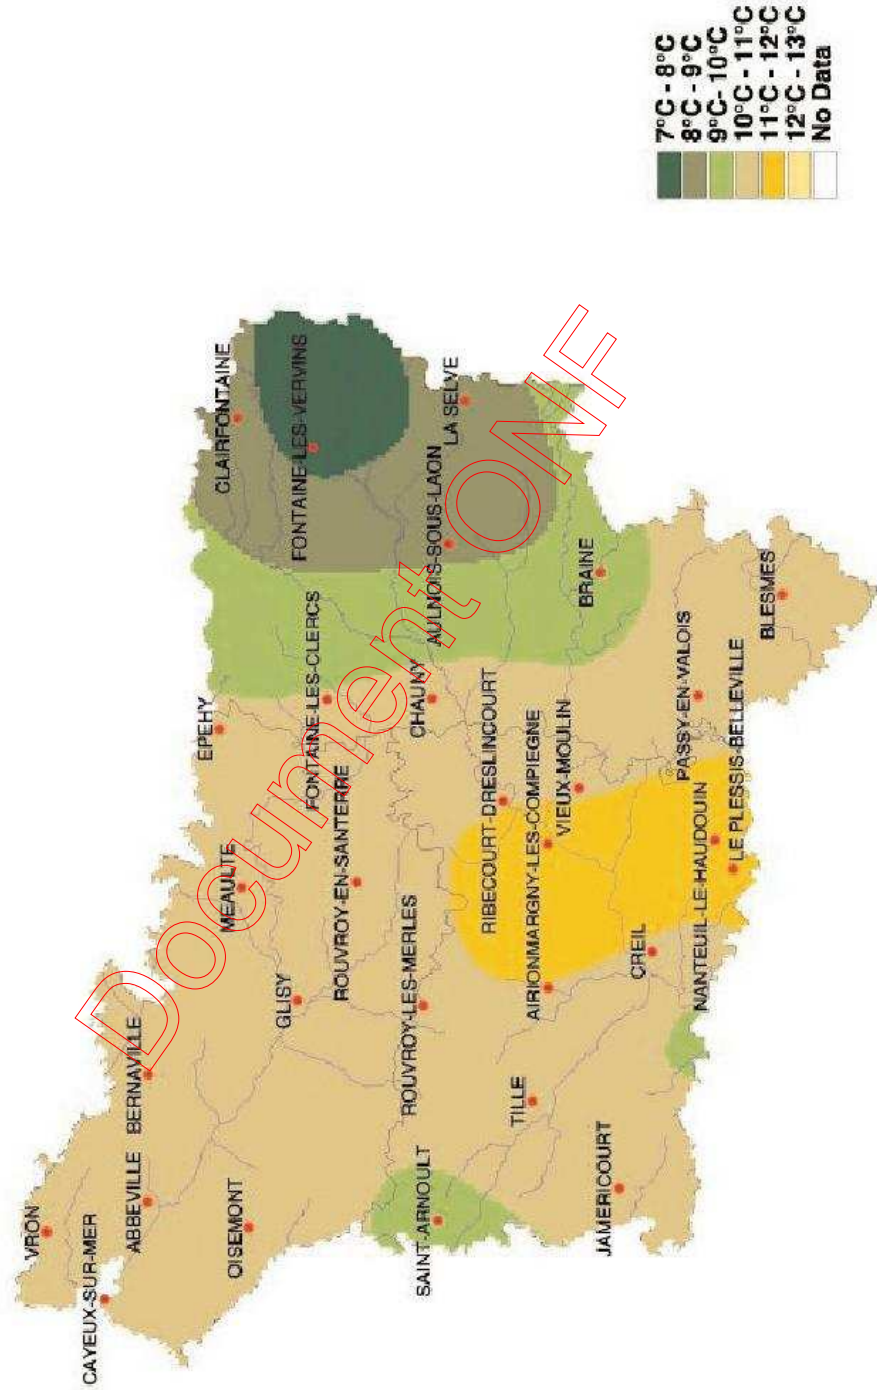 VRON
CAYEUX-SUR-MER
ABBEVILLE
BERNAVILLE
OISEMONT
MEAULTE
EPEHY
CLAIRFONTAINE
GLISY
ROUVROY-EN-SANTERRE
FONTAINE-LES-CLERCS
FONTAINE-LES-VERVINS
SAINT-ARNOULT
ROUVROY-LES-MERLES
CHAUNY
AULNOIS-SOUS-LAON
LA SELVE
RIBECOURT-DRESLINCOURT
TILLE
AIRIONMARGNY-LES-COMPIEGNE
VIEUX-MOULIN
BRAINE
JAMERICOURT
CREIL
PASSY-EN-VALOIS
NANTEUIL-LE-HAUDOUIN
LE PLESSIS-BELLEVILLE
BLESMES
7°C - 8°C
8°C - 9°C
9°C- 10°C
10°C - 11°C
11°C - 12°C
12°C - 13°C
No Data
Document ONF